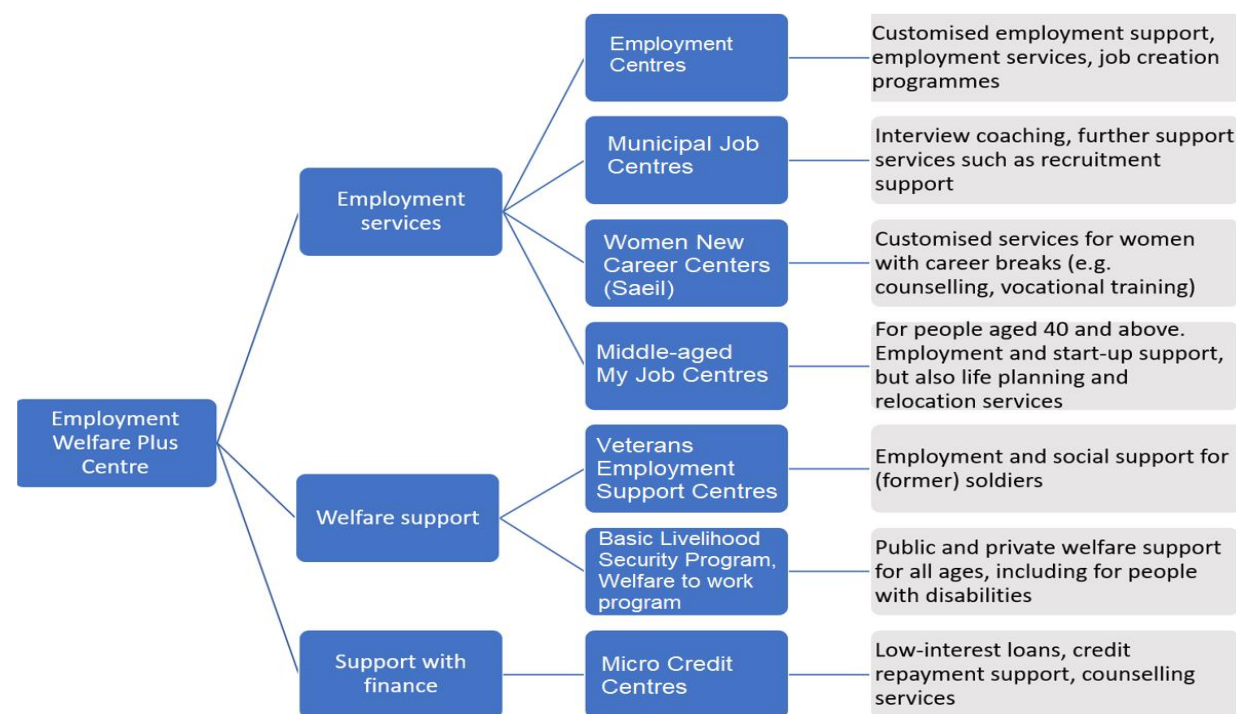 Employment
Welfare Plus
Centre
Employment
services
Employment
Centres
Customised employment support,
employment services, job creation
programmes
Municipal Job
Centres
Interview coaching, further support
services such as recruitment
support
Women New
Career Centers
(Saeil)
Customised services for women
with career breaks (e.g.
counselling, vocational training)
Middle-aged
My Job Centres
For people aged 40 and above.
Employment and start-up support,
but also life planning and
relocation services
Welfare support
Veterans
Employment
Support Centres
Employment and social support for
(former) soldiers
Basic Livelihood
Security Program,
Welfare to work
program
Public and private welfare support
for all ages, including for people
with disabilities
Support with
finance
Micro Credit
Centres
Low-interest loans, credit
repayment support, counselling
services